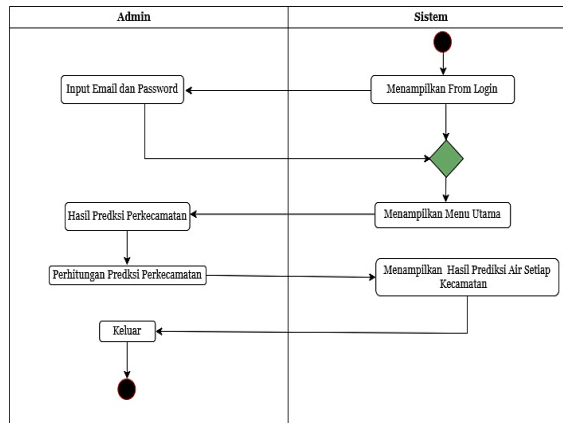 Admin
Sistem
Input Email dan Password
Menampilkan From Login
Hasil Predksi Perkecamatan
Menampilkan Menu Utama
Perhitungan Predksi Perkecamatan
Menampilkan Hasil Prediksi Air Setiap
Kecamatan
Keluar